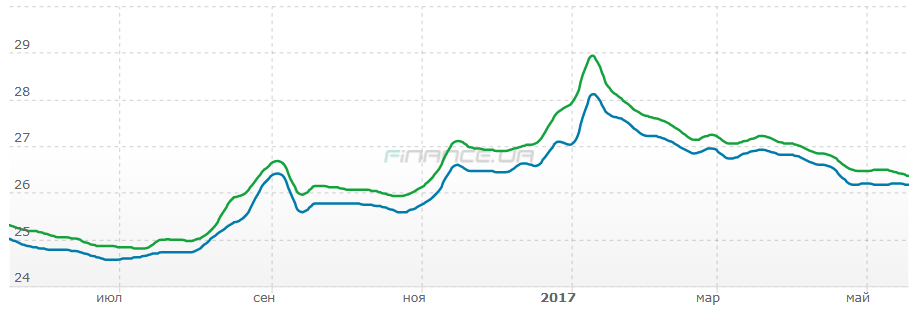 29
28
27
Finance.ua
26
25
24
июл
сен
ноя
2017
мар
май